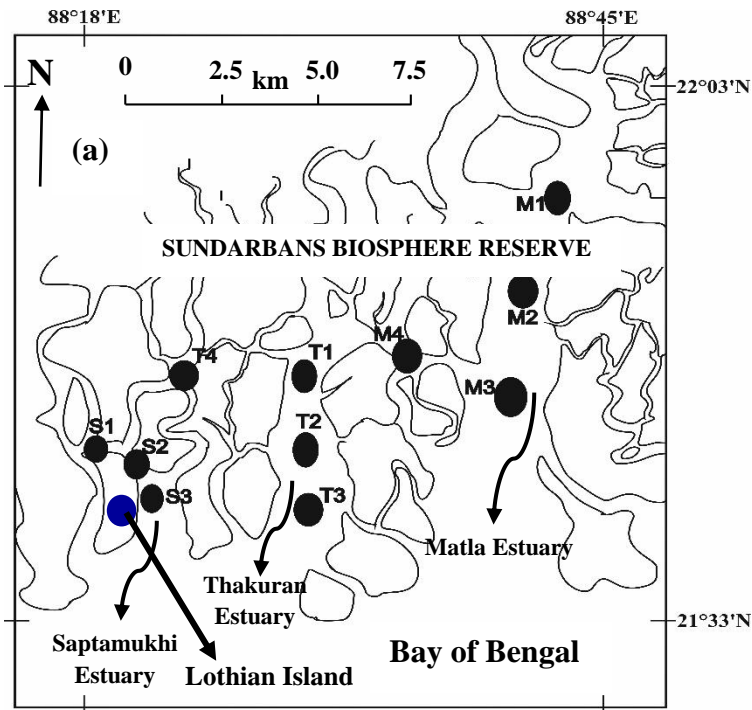 88°18'E
88°45'E
N
0
2.5
5.0
7.5
km
22°03'N
(a)
M1
SUNDARBANS BIOSPHERE RESERVE
M2
M4
T1
T4
M3
T2
S1
S2
S3
T3
Matla Estuary
Thakuran
Estuary
21°33'N
Saptamukhi
Estuary
Lothian Island
Bay of Bengal